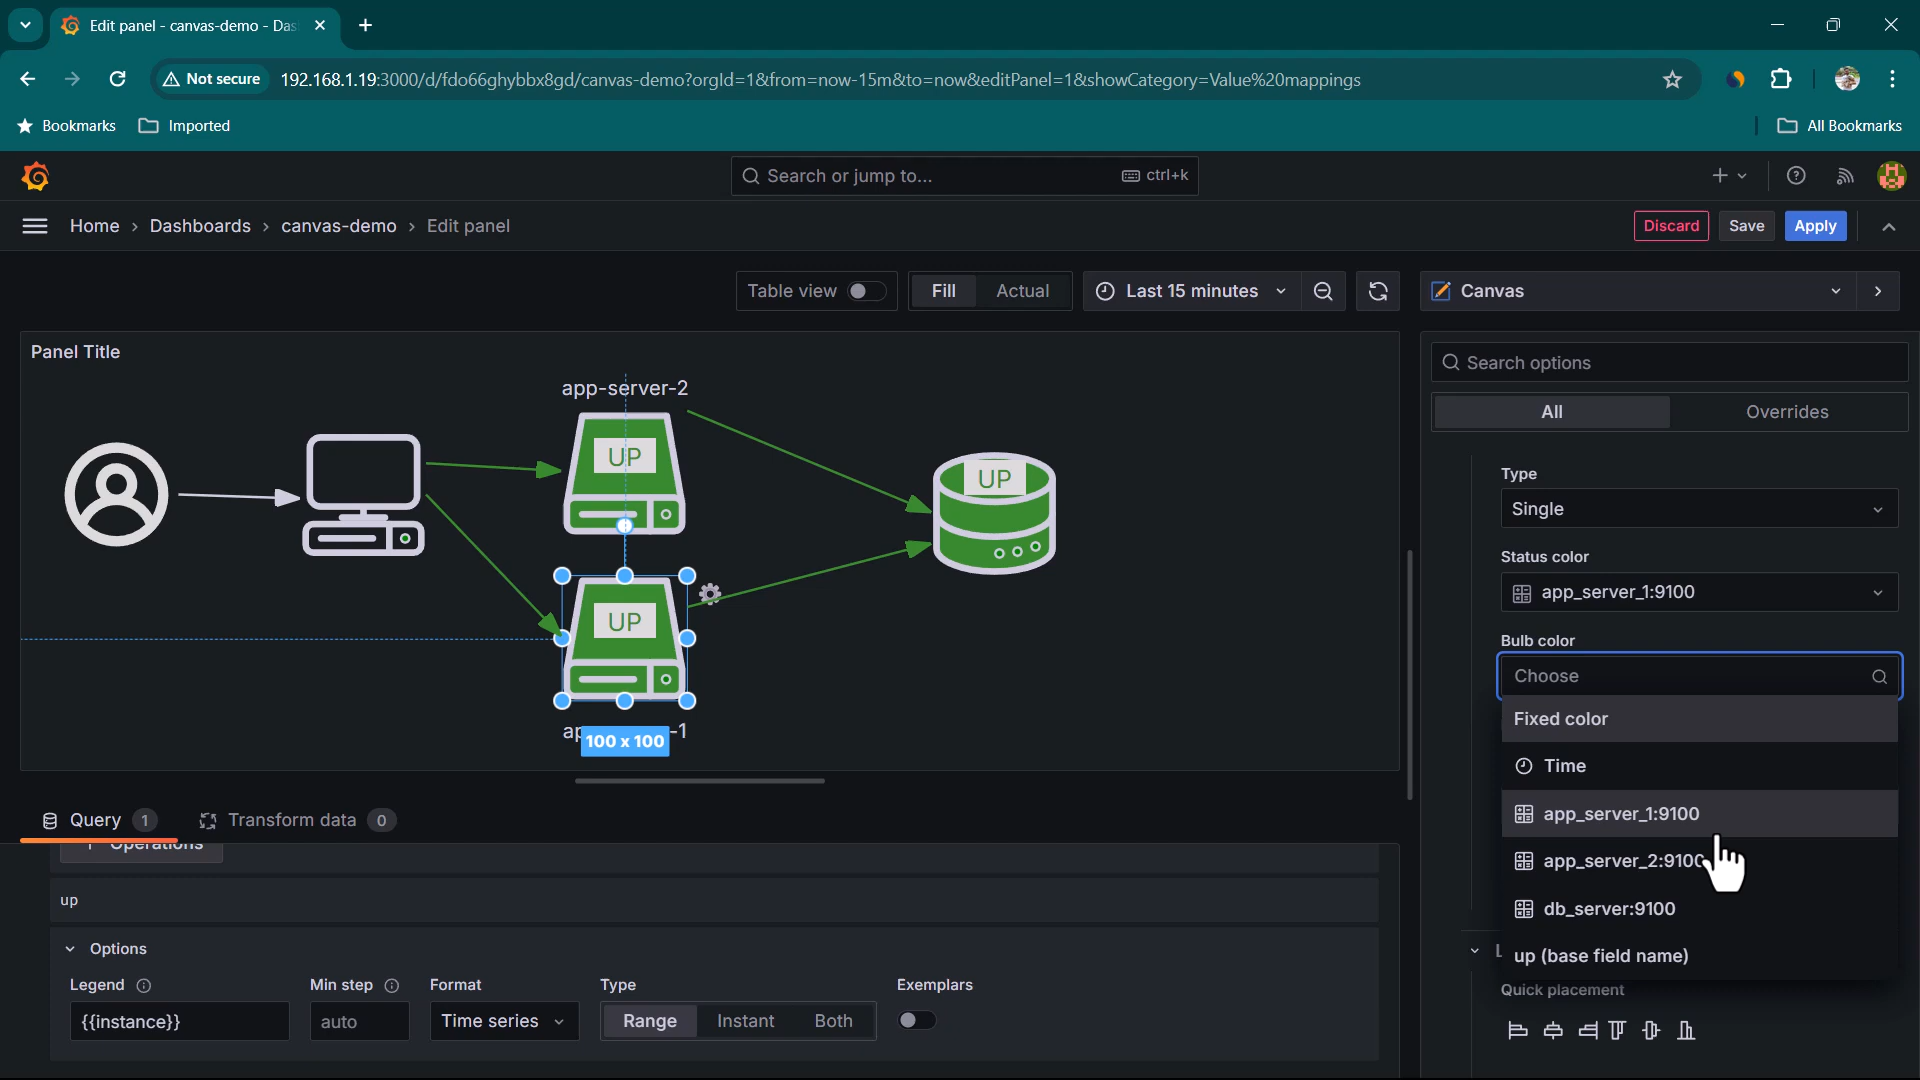 Edit panel - canvas-demo - Das
Not secure
192.168.1.19:3000/d/fdo66ghybbx8gd/canvas-demo?orgId=1&from=now-15m&to=now&editPanel=1&showCategory=Value%20mappings
Bookmarks
Imported
All Bookmarks
Search or jump to...
ctrl+k
Home › Dashboards › canvas-demo › Edit panel
Discard
Save
Apply
Table view
Fill
Actual
Last 15 minutes
Canvas
Panel Title
app-server-2
UP
UP
UP
100 x 100
-1
Search options
All
Overrides
Type
Single
Status color
app_server_1:9100
Bulb color
Choose
Fixed color
Time
app_server_1:9100
app_server_2:9100
db_server:9100
up (base field name)
Quick placement
Query 1
Transform data 0
Operations
up
Options
Legend
{{instance}}
Min step
auto
Format
Time series
Type
Range
Instant
Both
Exemplars